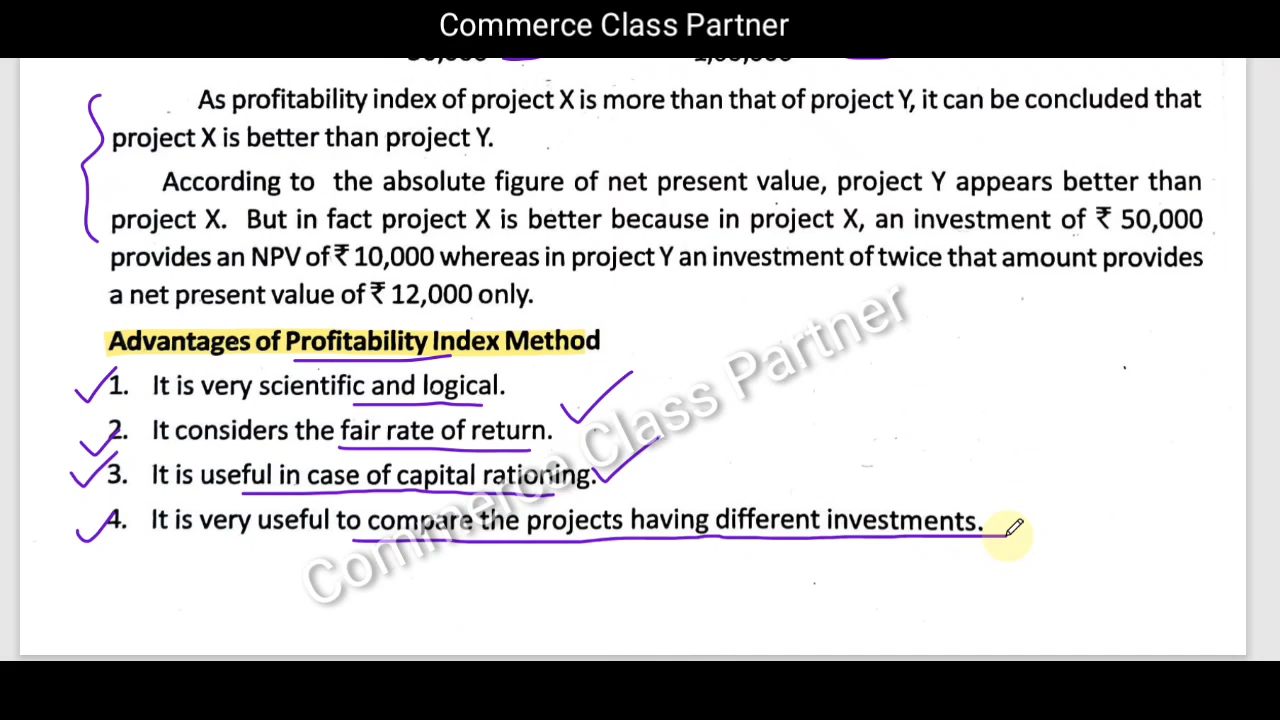 Commerce Class Partner
As profitability index of project X is more than that of project Y, it can be concluded that
project X is better than project Y.
According to the absolute figure of net present value, project Y appears better than
project X. But in fact project X is better because in project X, an investment of ₹ 50,000
provides an NPV of ₹ 10,000 whereas in project Y an investment of twice that amount provides
a net present value of ₹ 12,000 only.
Advantages of Profitability Index Method
1. It is very scientific and logical.
2. It considers the fair rate of return.
3. It is useful in case of capital rationing.
4. It is very useful to compare the projects having different investments.
Commerce Class Partner